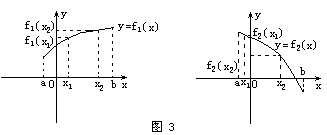 y
f₁(x₂)
f₁(x₁)
y=f₁(x)
a 0 x₁ x₂ b x
y
f₂(x₁)
y=f₂(x)
f₂(x₂)
a x₁ 0 x₂ b x
图 3